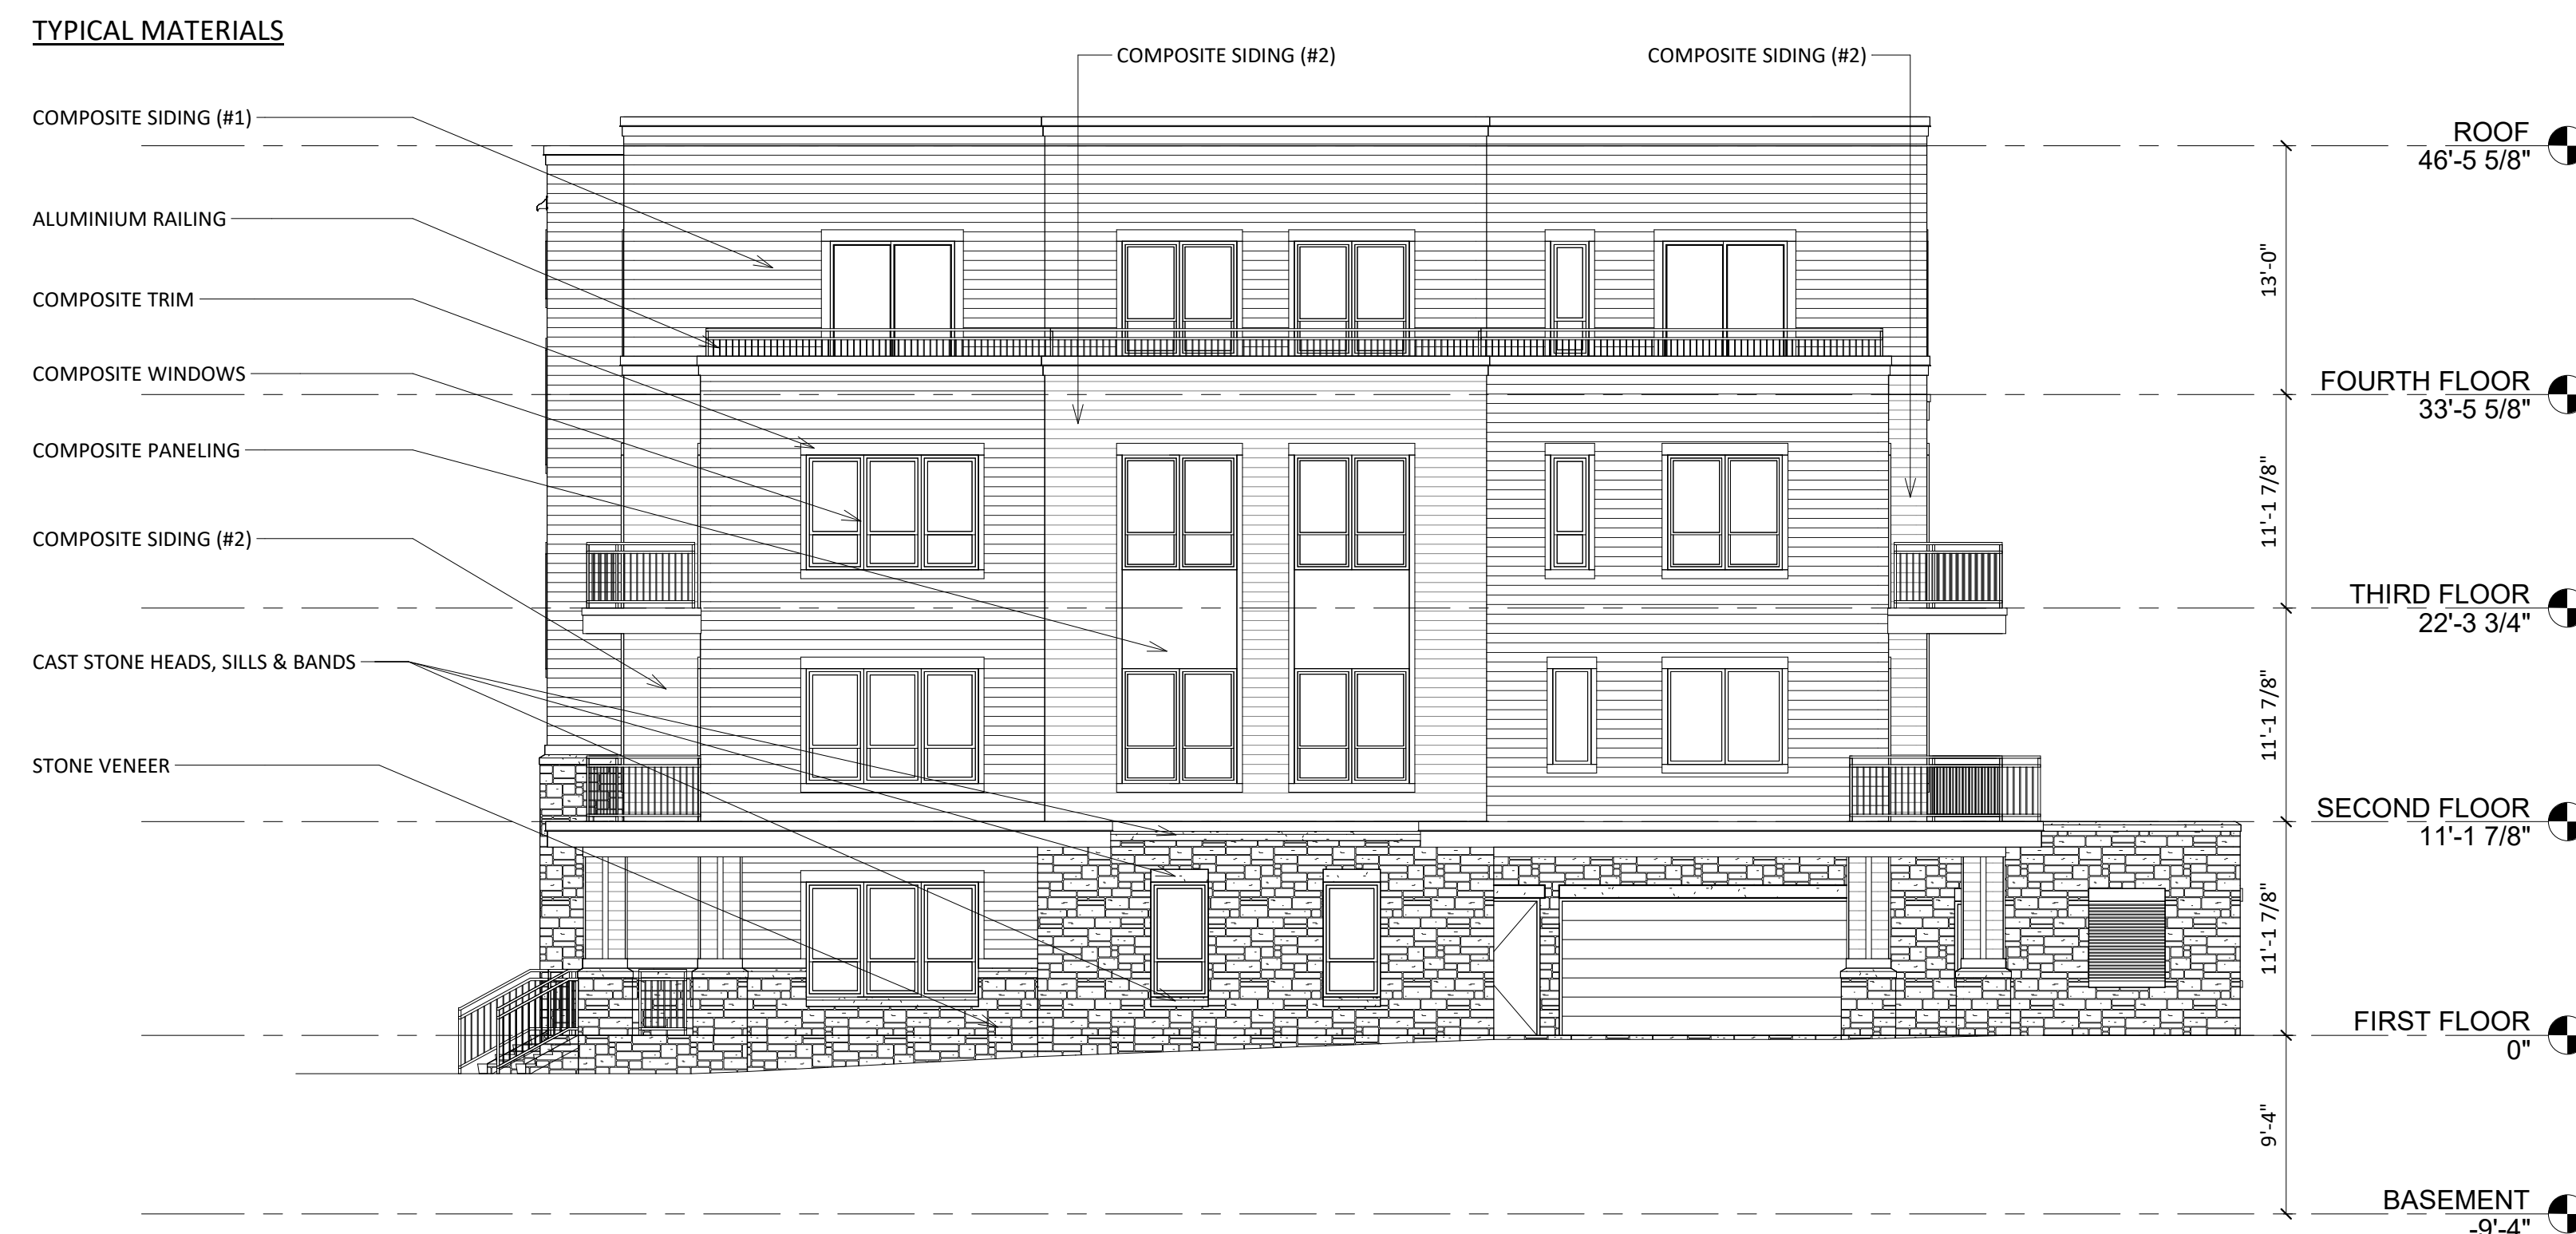 TYPICAL MATERIALS
COMPOSITE SIDING (#2)
COMPOSITE SIDING (#2)
COMPOSITE SIDING (#1)
ALUMINIUM RAILING
COMPOSITE TRIM
COMPOSITE WINDOWS
COMPOSITE PANELING
COMPOSITE SIDING (#2)
CAST STONE HEADS, SILLS & BANDS
STONE VENEER
ROOF
46'-5 5/8"
13'-0"
FOURTH FLOOR
33'-5 5/8"
11'-1 7/8"
THIRD FLOOR
22'-3 3/4"
11'-1 7/8"
SECOND FLOOR
11'-1 7/8"
11'-1 7/8"
FIRST FLOOR
0"
9'-4"
BASEMENT
-9'-4"